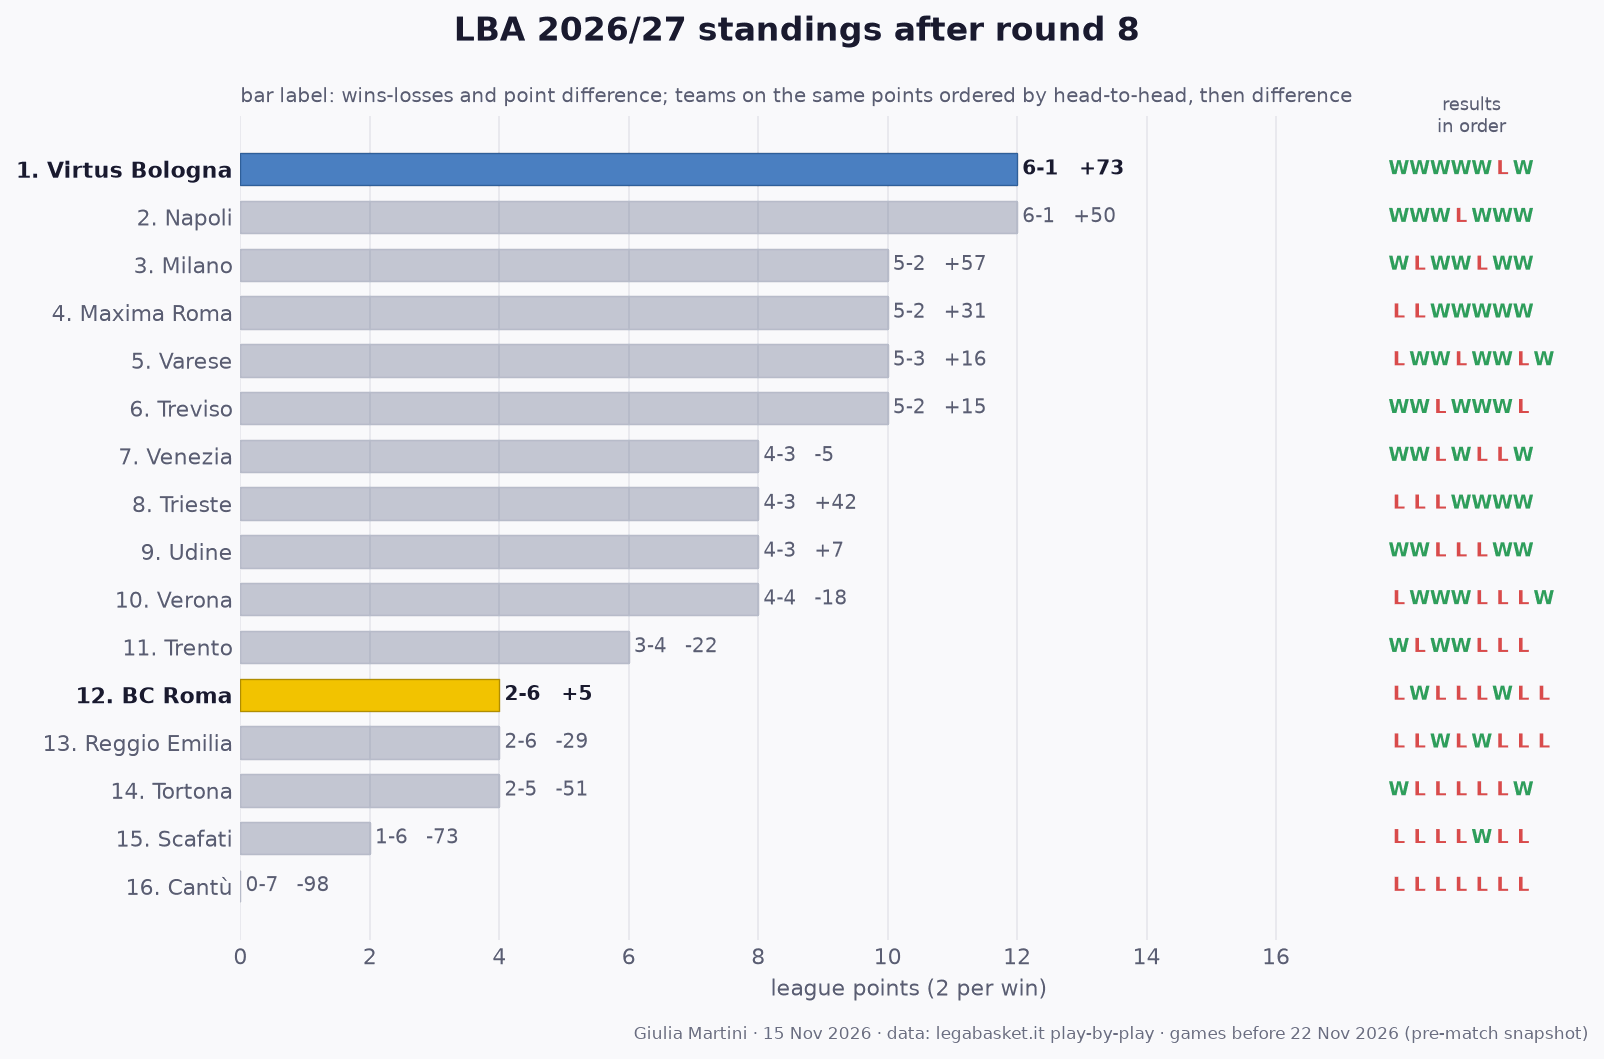 LBA 2026/27 standings after round 8
bar label: wins-losses and point difference; teams on the same points ordered by head-to-head, then difference
results
in order
1. Virtus Bologna 6-1 +73 WWWWWLW
2. Napoli 6-1 +50 WWWLWWW
3. Milano 5-2 +57 WLWWLWW
4. Maxima Roma 5-2 +31 LLWWWWW
5. Varese 5-3 +16 LWWLWWLW
6. Treviso 5-2 +15 WWLWWWL
7. Venezia 4-3 -5 WWLWLLW
8. Trieste 4-3 +42 LLLWWWW
9. Udine 4-3 +7 WWLLLWW
10. Verona 4-4 -18 LWWWLLLW
11. Trento 3-4 -22 WLWWLLL
12. BC Roma 2-6 +5 LWLLLWLL
13. Reggio Emilia 2-6 -29 LLWLWLLL
14. Tortona 2-5 -51 WLLLLLW
15. Scafati 1-6 -73 LLLLWLL
16. Cantù 0-7 -98 LLLLLLL
0 2 4 6 8 10 12 14 16
league points (2 per win)
Giulia Martini · 15 Nov 2026 · data: legabasket.it play-by-play · games before 22 Nov 2026 (pre-match snapshot)